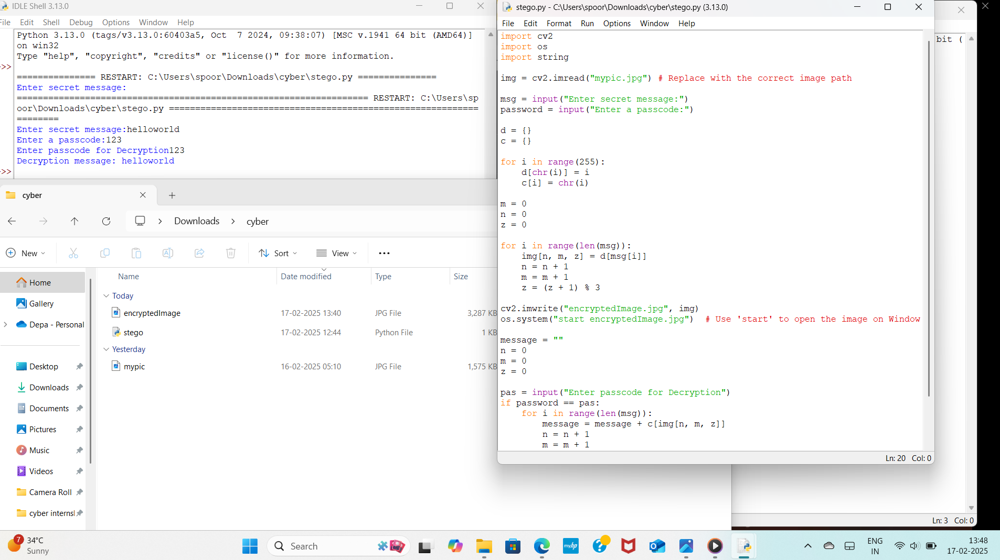 IDLE Shell 3.13.0
File Edit Shell Debug Options Window Help
Python 3.13.0 (tags/v3.13.0:60403a5, Oct  7 2024, 09:38:07) [MSC v.1941 64 bit (AMD64)]
on win32
Type "help", "copyright", "credits" or "license()" for more information.
>>>
=============== RESTART: C:\Users\spoor\Downloads\cyber\stego.py ===============
Enter secret message:
=================================================================== RESTART: C:\Users\sp
oor\Downloads\cyber\stego.py ===========================================================
========
Enter secret message:helloworld
Enter a passcode:123
Enter passcode for Decryption123
Decryption message: helloworld
>>>
stego.py - C:\Users\spoor\Downloads\cyber\stego.py (3.13.0)
File Edit Format Run Options Window Help
import cv2
import os
import string
img = cv2.imread("mypic.jpg") # Replace with the correct image path
msg = input("Enter secret message:")
password = input("Enter a passcode:")
d = {}
c = {}
for i in range(255):
    d[chr(i)] = i
    c[i] = chr(i)
m = 0
n = 0
z = 0
for i in range(len(msg)):
    img[n, m, z] = d[msg[i]]
    n = n + 1
    m = m + 1
    z = (z + 1) % 3
cv2.imwrite("encryptedImage.jpg", img)
os.system("start encryptedImage.jpg")  # Use 'start' to open the image on Window
message = ""
n = 0
m = 0
z = 0
pas = input("Enter passcode for Decryption")
if password == pas:
    for i in range(len(msg)):
        message = message + c[img[n, m, z]]
        n = n + 1
        m = m + 1
Ln: 20 Col: 0
bit (
Ln: 3 Col: 0
cyber
Downloads > cyber
New Sort View
Home
Gallery
Depa - Personal
Desktop
Downloads
Documents
Pictures
Music
Videos
Camera Roll
cyber interns
Name Date modified Type Size
Today
encryptedImage 17-02-2025 13:40 JPG File 3,287 KB
stego 17-02-2025 12:44 Python File 1 KB
Yesterday
mypic 16-02-2025 05:10 JPG File 1,575 KB
7
34°C
Sunny
Search
myhp
ENG
IN
13:48
17-02-2025